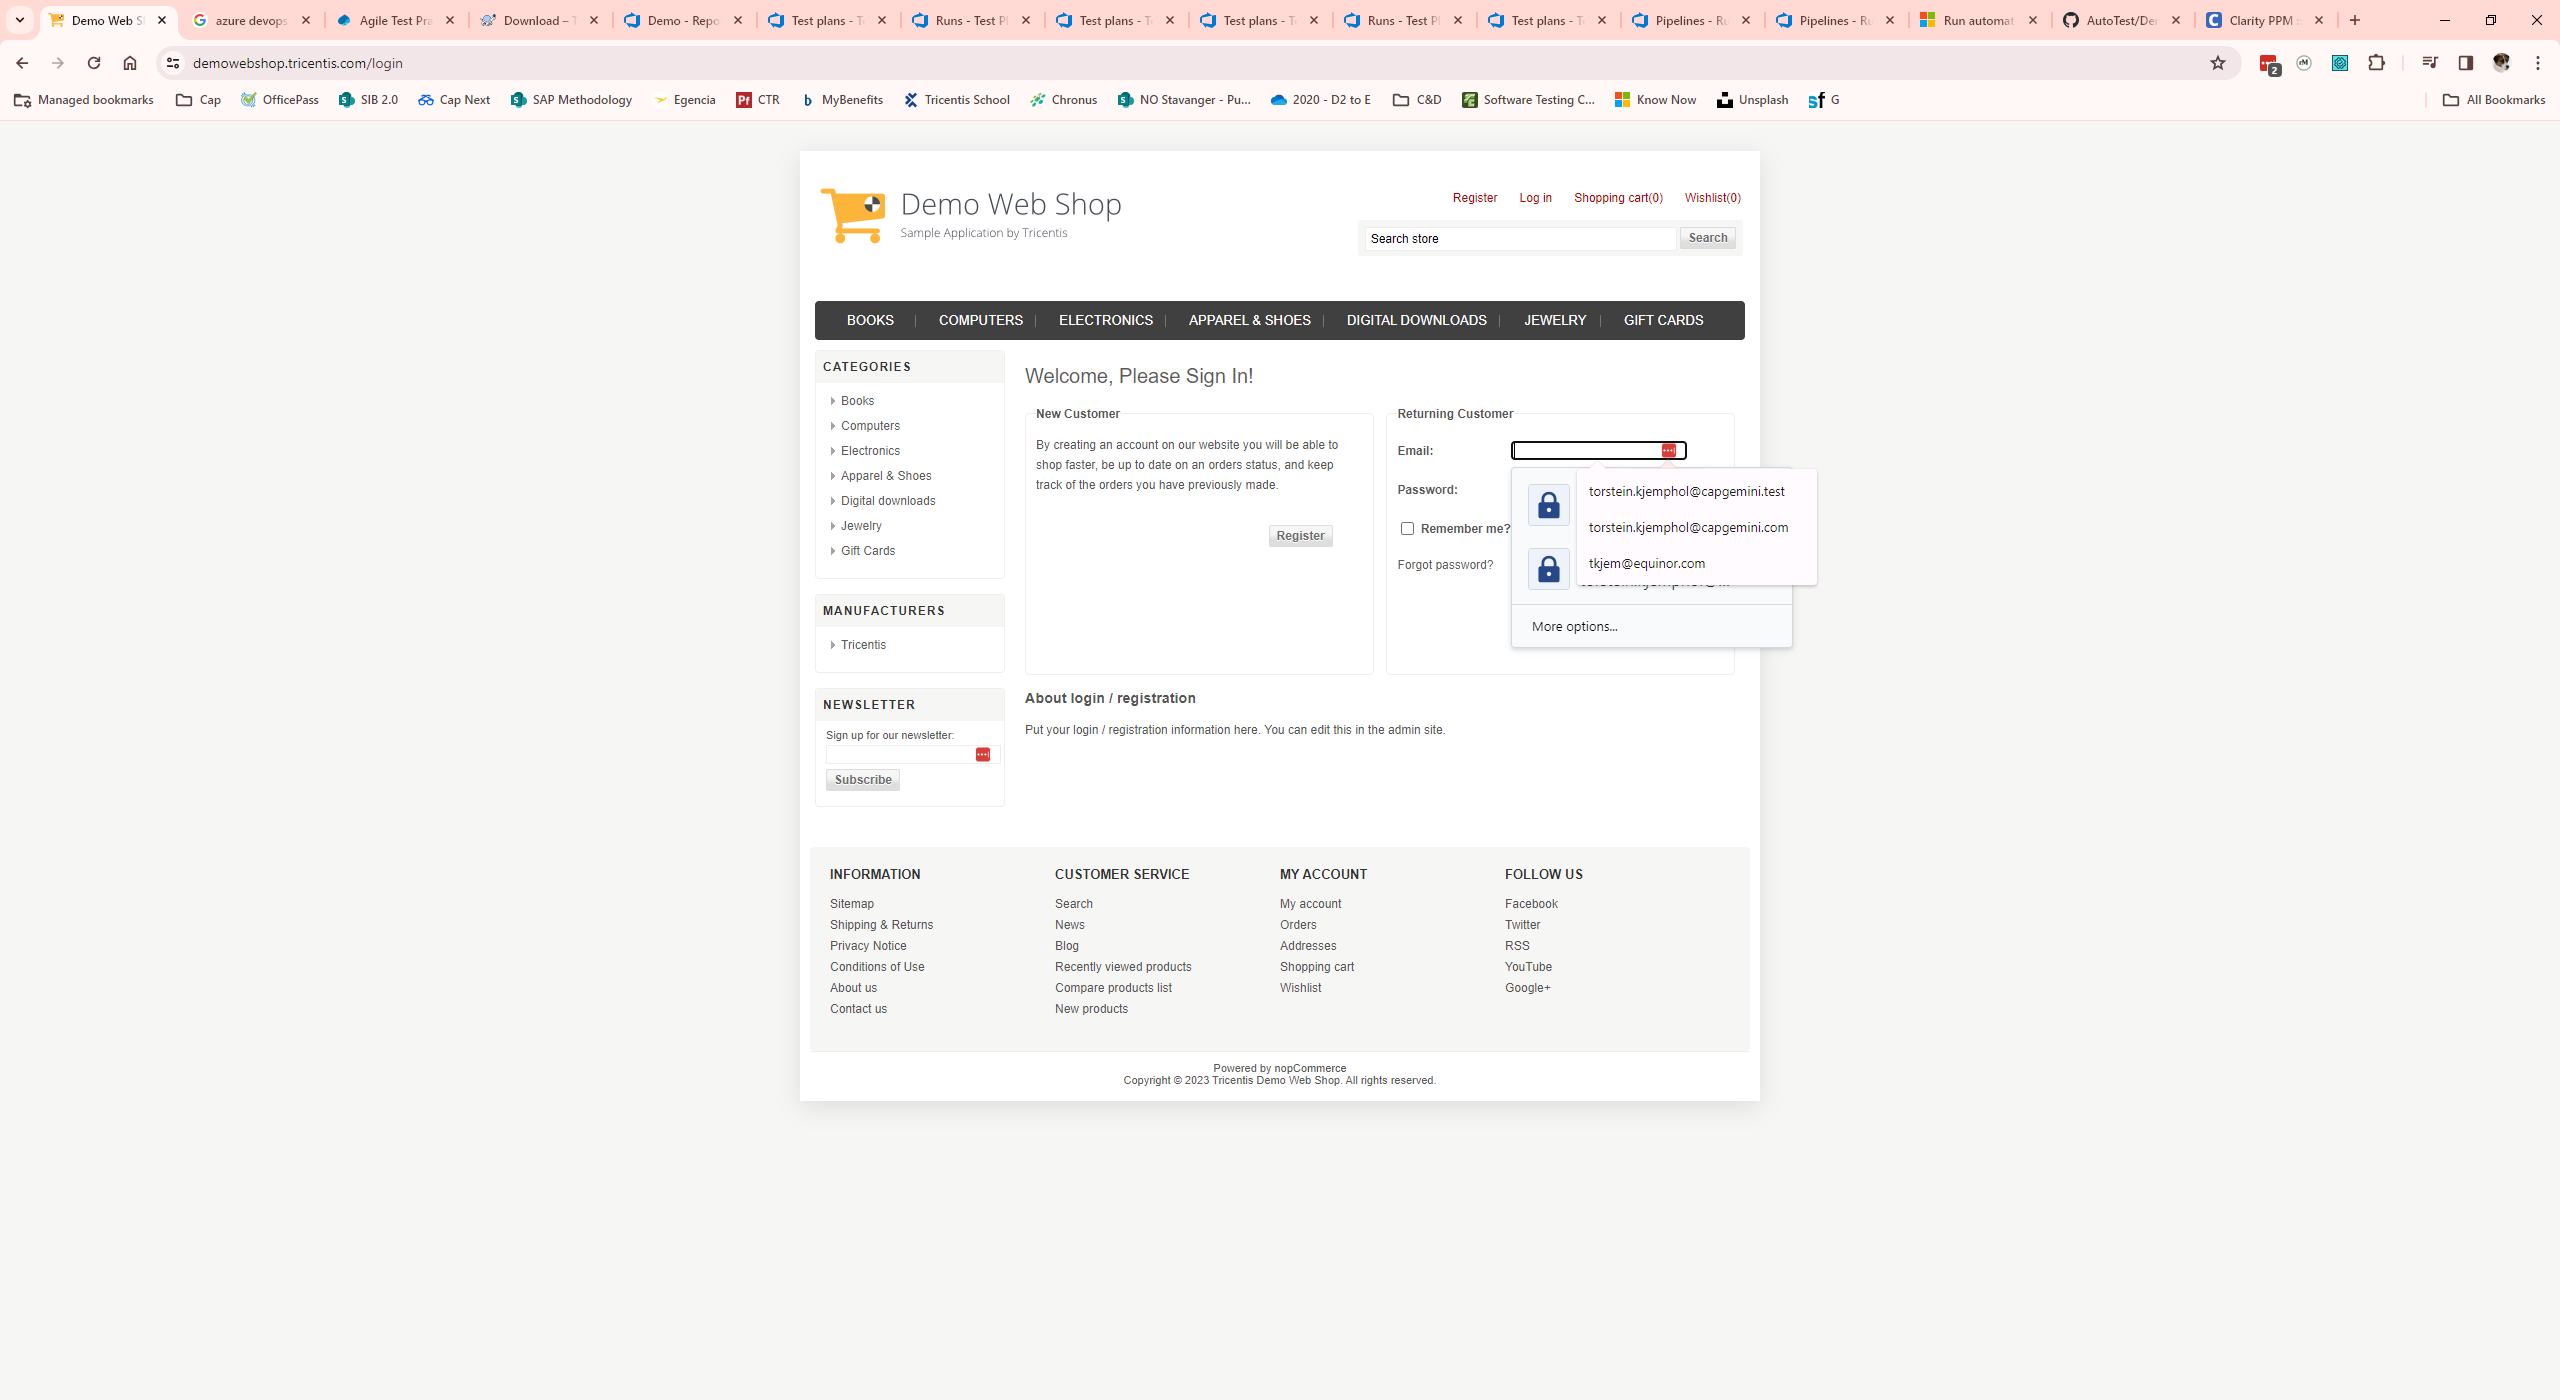 Demo Web S
azure devops
Agile Test Pra
Download – T
Demo - Repo
Test plans - Te
Runs - Test Pl
Test plans - Te
Test plans - Te
Runs - Test Pl
Test plans - Te
Pipelines - Ru
Pipelines - Ru
Run automat
AutoTest/Der
Clarity PPM :
demowebshop.tricentis.com/login
2
Managed bookmarks
Cap
OfficePass
SIB 2.0
Cap Next
SAP Methodology
Egencia
CTR
MyBenefits
Tricentis School
Chronus
NO Stavanger - Pu...
2020 - D2 to E
C&D
Software Testing C...
Know Now
Unsplash
G
All Bookmarks
Demo Web Shop
Sample Application by Tricentis
Register
Log in
Shopping cart(0)
Wishlist(0)
Search store
Search
BOOKS
COMPUTERS
ELECTRONICS
APPAREL & SHOES
DIGITAL DOWNLOADS
JEWELRY
GIFT CARDS
CATEGORIES
Books
Computers
Electronics
Apparel & Shoes
Digital downloads
Jewelry
Gift Cards
MANUFACTURERS
Tricentis
NEWSLETTER
Sign up for our newsletter:
Subscribe
Welcome, Please Sign In!
New Customer
By creating an account on our website you will be able to
shop faster, be up to date on an orders status, and keep
track of the orders you have previously made.
Register
Returning Customer
Email:
Password:
Remember me?
Forgot password?
torstein.kjemphol@capgemini.test
torstein.kjemphol@capgemini.com
tkjem@equinor.com
More options...
About login / registration
Put your login / registration information here. You can edit this in the admin site.
INFORMATION
Sitemap
Shipping & Returns
Privacy Notice
Conditions of Use
About us
Contact us
CUSTOMER SERVICE
Search
News
Blog
Recently viewed products
Compare products list
New products
MY ACCOUNT
My account
Orders
Addresses
Shopping cart
Wishlist
FOLLOW US
Facebook
Twitter
RSS
YouTube
Google+
Powered by nopCommerce
Copyright © 2023 Tricentis Demo Web Shop. All rights reserved.